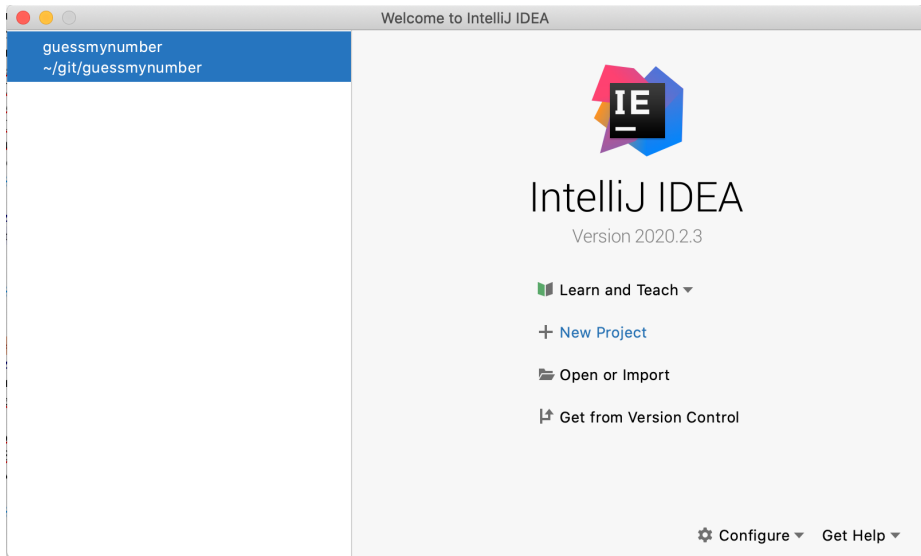 Welcome to IntelliJ IDEA
guessmynumber
~/git/guessmynumber
IE
IntelliJ IDEA
Version 2020.2.3
Learn and Teach
New Project
Open or Import
Get from Version Control
Configure Get Help